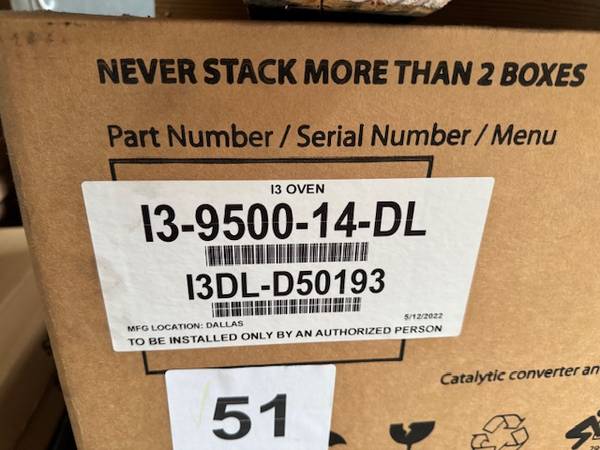 NEVER STACK MORE THAN 2 BOXES
Part Number / Serial Number / Menu
I3 OVEN
I3-9500-14-DL
I3DL-D50193
5/12/2022
MFG LOCATION: DALLAS
TO BE INSTALLED ONLY BY AN AUTHORIZED PERSON
Catalytic converter an
51